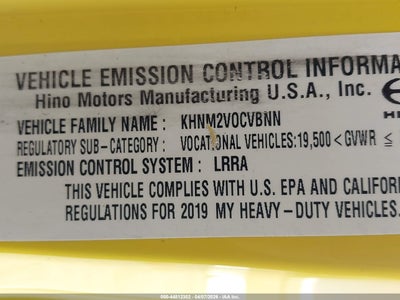 VEHICLE EMISSION CONTROL INFORMA
Hino Motors Manufacturing U.S.A., Inc.
VEHICLE FAMILY NAME : KHNM2VOCVBNN
REGULATORY SUB-CATEGORY : VOCATIONAL VEHICLES:19,500 < GVWR ≤
EMISSION CONTROL SYSTEM : LRRA
THIS VEHICLE COMPLIES WITH U.S. EPA AND CALIFOR
REGULATIONS FOR 2019 MY HEAVY-DUTY VEHICLES.